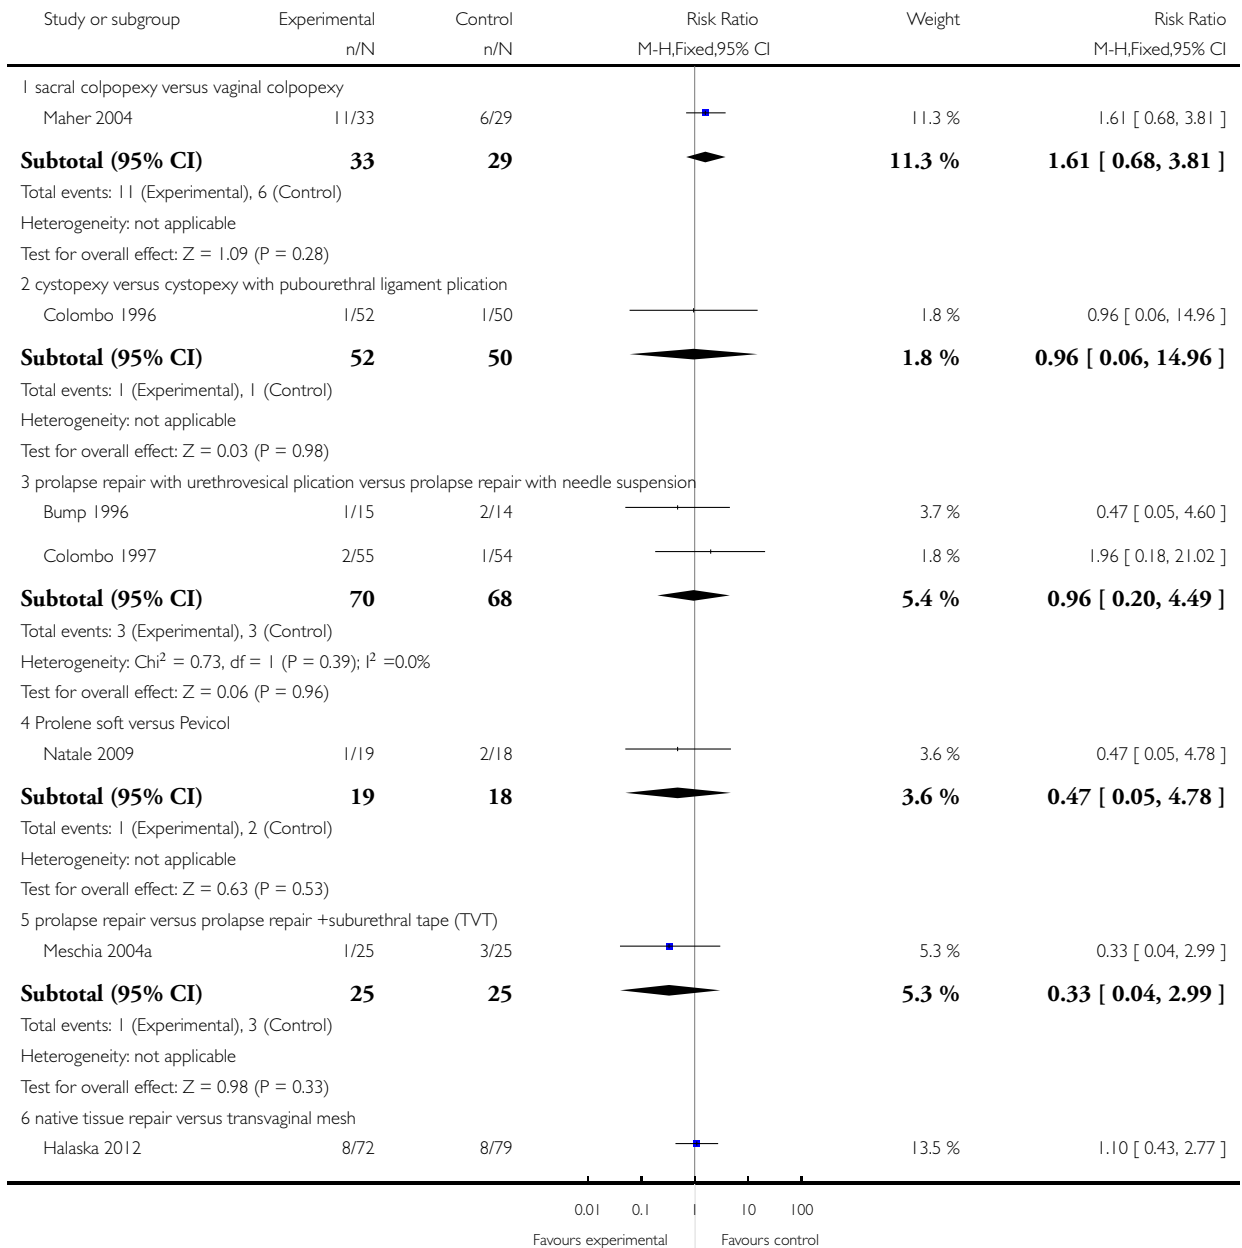 Study or subgroup Experimental Control Risk Ratio Weight Risk Ratio
n/N n/N M-H,Fixed,95% CI M-H,Fixed,95% CI
1 sacral colpopexy versus vaginal colpopexy
Maher 2004 11/33 6/29 11.3 % 1.61 [ 0.68, 3.81 ]
Subtotal (95% CI) 33 29 11.3 % 1.61 [ 0.68, 3.81 ]
Total events: 11 (Experimental), 6 (Control)
Heterogeneity: not applicable
Test for overall effect: Z = 1.09 (P = 0.28)
2 cystopexy versus cystopexy with pubourethral ligament plication
Colombo 1996 1/52 1/50 1.8 % 0.96 [ 0.06, 14.96 ]
Subtotal (95% CI) 52 50 1.8 % 0.96 [ 0.06, 14.96 ]
Total events: 1 (Experimental), 1 (Control)
Heterogeneity: not applicable
Test for overall effect: Z = 0.03 (P = 0.98)
3 prolapse repair with urethrovesical plication versus prolapse repair with needle suspension
Bump 1996 1/15 2/14 3.7 % 0.47 [ 0.05, 4.60 ]
Colombo 1997 2/55 1/54 1.8 % 1.96 [ 0.18, 21.02 ]
Subtotal (95% CI) 70 68 5.4 % 0.96 [ 0.20, 4.49 ]
Total events: 3 (Experimental), 3 (Control)
Heterogeneity: Chi² = 0.73, df = 1 (P = 0.39); I² =0.0%
Test for overall effect: Z = 0.06 (P = 0.96)
4 Prolene soft versus Pevicol
Natale 2009 1/19 2/18 3.6 % 0.47 [ 0.05, 4.78 ]
Subtotal (95% CI) 19 18 3.6 % 0.47 [ 0.05, 4.78 ]
Total events: 1 (Experimental), 2 (Control)
Heterogeneity: not applicable
Test for overall effect: Z = 0.63 (P = 0.53)
5 prolapse repair versus prolapse repair +suburethral tape (TVT)
Meschia 2004a 1/25 3/25 5.3 % 0.33 [ 0.04, 2.99 ]
Subtotal (95% CI) 25 25 5.3 % 0.33 [ 0.04, 2.99 ]
Total events: 1 (Experimental), 3 (Control)
Heterogeneity: not applicable
Test for overall effect: Z = 0.98 (P = 0.33)
6 native tissue repair versus transvaginal mesh
Halaska 2012 8/72 8/79 13.5 % 1.10 [ 0.43, 2.77 ]
0.01 0.1 1 10 100
Favours experimental Favours control